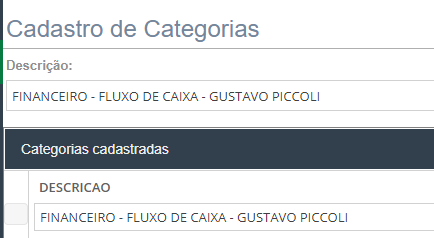 Cadastro de Categorias
Descrição:
FINANCEIRO - FLUXO DE CAIXA - GUSTAVO PICCOLI
Categorias cadastradas
DESCRICAO
FINANCEIRO - FLUXO DE CAIXA - GUSTAVO PICCOLI